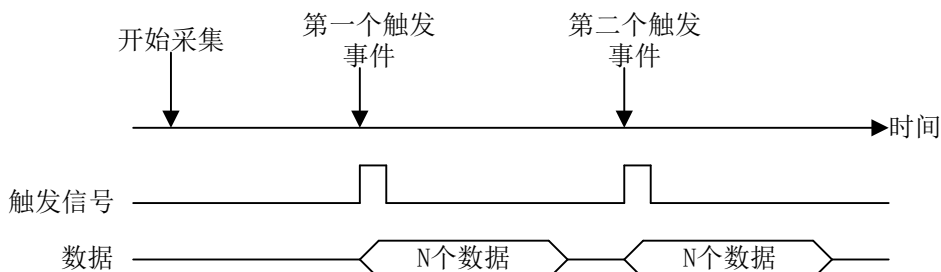 开始采集
第一个触发
事件
第二个触发
事件
时间
触发信号
数据
N个数据
N个数据